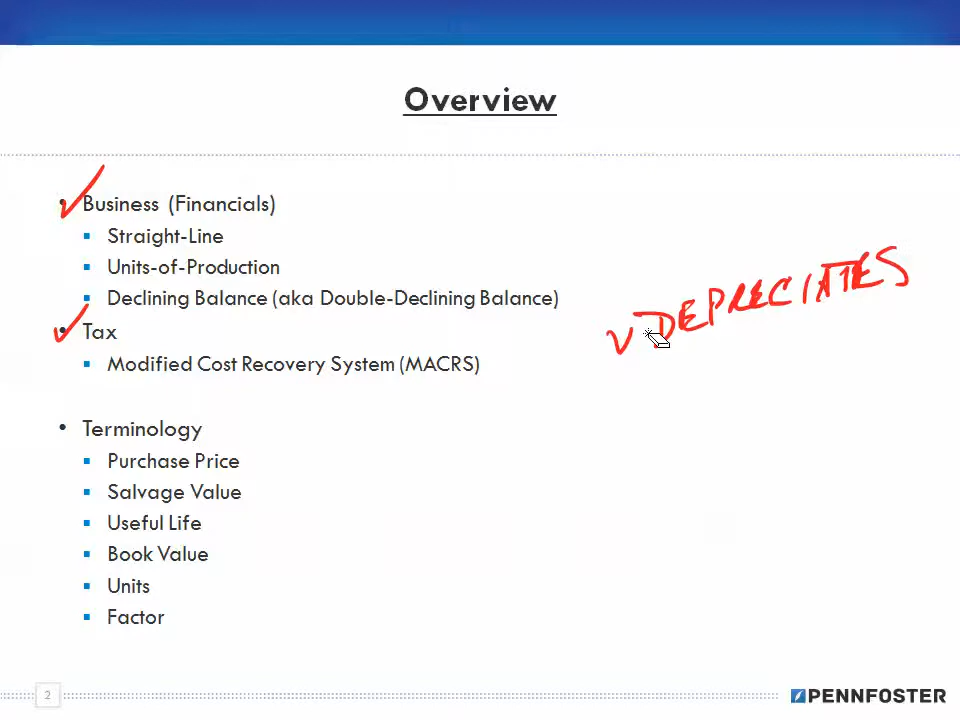 Overview
• Business (Financials)
▪ Straight-Line
▪ Units-of-Production
▪ Declining Balance (aka Double-Declining Balance)
DEPRECIATES
• Tax
▪ Modified Cost Recovery System (MACRS)
• Terminology
▪ Purchase Price
▪ Salvage Value
▪ Useful Life
▪ Book Value
▪ Units
▪ Factor
2
PENNFOSTER